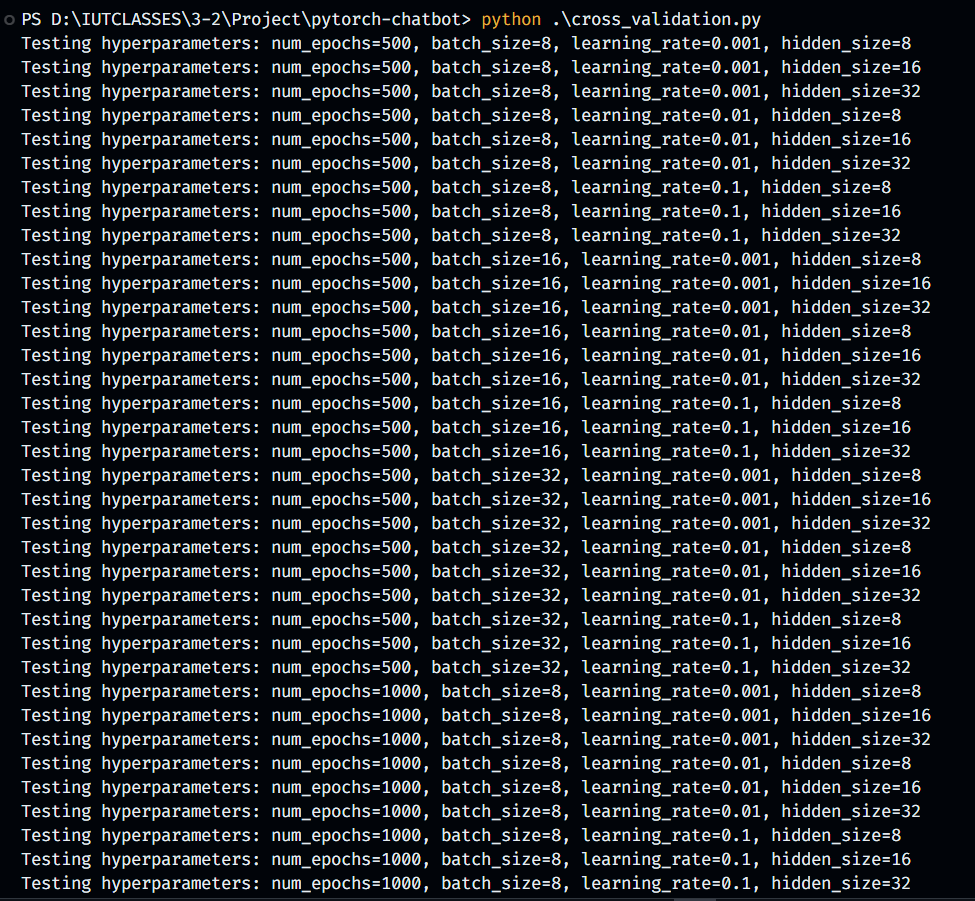 PS D:\IUTCLASSES\3-2\Project\pytorch-chatbot> python .\cross_validation.py
Testing hyperparameters: num_epochs=500, batch_size=8, learning_rate=0.001, hidden_size=8
Testing hyperparameters: num_epochs=500, batch_size=8, learning_rate=0.001, hidden_size=16
Testing hyperparameters: num_epochs=500, batch_size=8, learning_rate=0.001, hidden_size=32
Testing hyperparameters: num_epochs=500, batch_size=8, learning_rate=0.01, hidden_size=8
Testing hyperparameters: num_epochs=500, batch_size=8, learning_rate=0.01, hidden_size=16
Testing hyperparameters: num_epochs=500, batch_size=8, learning_rate=0.01, hidden_size=32
Testing hyperparameters: num_epochs=500, batch_size=8, learning_rate=0.1, hidden_size=8
Testing hyperparameters: num_epochs=500, batch_size=8, learning_rate=0.1, hidden_size=16
Testing hyperparameters: num_epochs=500, batch_size=8, learning_rate=0.1, hidden_size=32
Testing hyperparameters: num_epochs=500, batch_size=16, learning_rate=0.001, hidden_size=8
Testing hyperparameters: num_epochs=500, batch_size=16, learning_rate=0.001, hidden_size=16
Testing hyperparameters: num_epochs=500, batch_size=16, learning_rate=0.001, hidden_size=32
Testing hyperparameters: num_epochs=500, batch_size=16, learning_rate=0.01, hidden_size=8
Testing hyperparameters: num_epochs=500, batch_size=16, learning_rate=0.01, hidden_size=16
Testing hyperparameters: num_epochs=500, batch_size=16, learning_rate=0.01, hidden_size=32
Testing hyperparameters: num_epochs=500, batch_size=16, learning_rate=0.1, hidden_size=8
Testing hyperparameters: num_epochs=500, batch_size=16, learning_rate=0.1, hidden_size=16
Testing hyperparameters: num_epochs=500, batch_size=16, learning_rate=0.1, hidden_size=32
Testing hyperparameters: num_epochs=500, batch_size=32, learning_rate=0.001, hidden_size=8
Testing hyperparameters: num_epochs=500, batch_size=32, learning_rate=0.001, hidden_size=16
Testing hyperparameters: num_epochs=500, batch_size=32, learning_rate=0.001, hidden_size=32
Testing hyperparameters: num_epochs=500, batch_size=32, learning_rate=0.01, hidden_size=8
Testing hyperparameters: num_epochs=500, batch_size=32, learning_rate=0.01, hidden_size=16
Testing hyperparameters: num_epochs=500, batch_size=32, learning_rate=0.01, hidden_size=32
Testing hyperparameters: num_epochs=500, batch_size=32, learning_rate=0.1, hidden_size=8
Testing hyperparameters: num_epochs=500, batch_size=32, learning_rate=0.1, hidden_size=16
Testing hyperparameters: num_epochs=500, batch_size=32, learning_rate=0.1, hidden_size=32
Testing hyperparameters: num_epochs=1000, batch_size=8, learning_rate=0.001, hidden_size=8
Testing hyperparameters: num_epochs=1000, batch_size=8, learning_rate=0.001, hidden_size=16
Testing hyperparameters: num_epochs=1000, batch_size=8, learning_rate=0.001, hidden_size=32
Testing hyperparameters: num_epochs=1000, batch_size=8, learning_rate=0.01, hidden_size=8
Testing hyperparameters: num_epochs=1000, batch_size=8, learning_rate=0.01, hidden_size=16
Testing hyperparameters: num_epochs=1000, batch_size=8, learning_rate=0.01, hidden_size=32
Testing hyperparameters: num_epochs=1000, batch_size=8, learning_rate=0.1, hidden_size=8
Testing hyperparameters: num_epochs=1000, batch_size=8, learning_rate=0.1, hidden_size=16
Testing hyperparameters: num_epochs=1000, batch_size=8, learning_rate=0.1, hidden_size=32